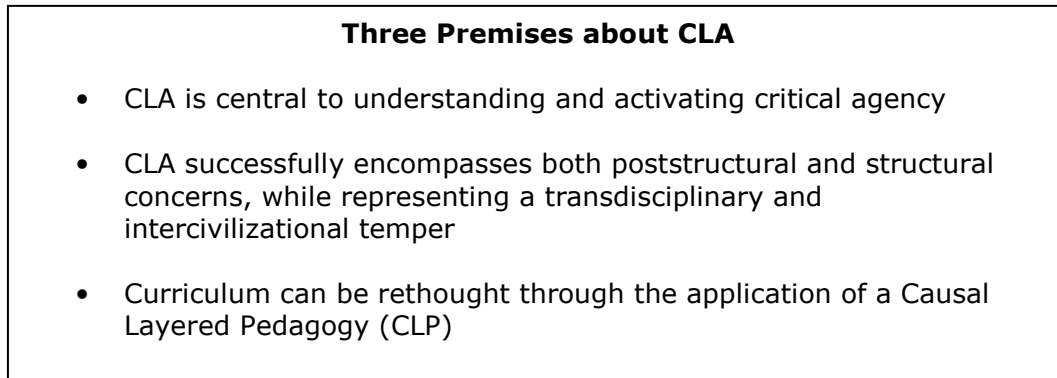 Three Premises about CLA
• CLA is central to understanding and activating critical agency
• CLA successfully encompasses both poststructural and structural
concerns, while representing a transdisciplinary and
intercivilizational temper
• Curriculum can be rethought through the application of a Causal
Layered Pedagogy (CLP)